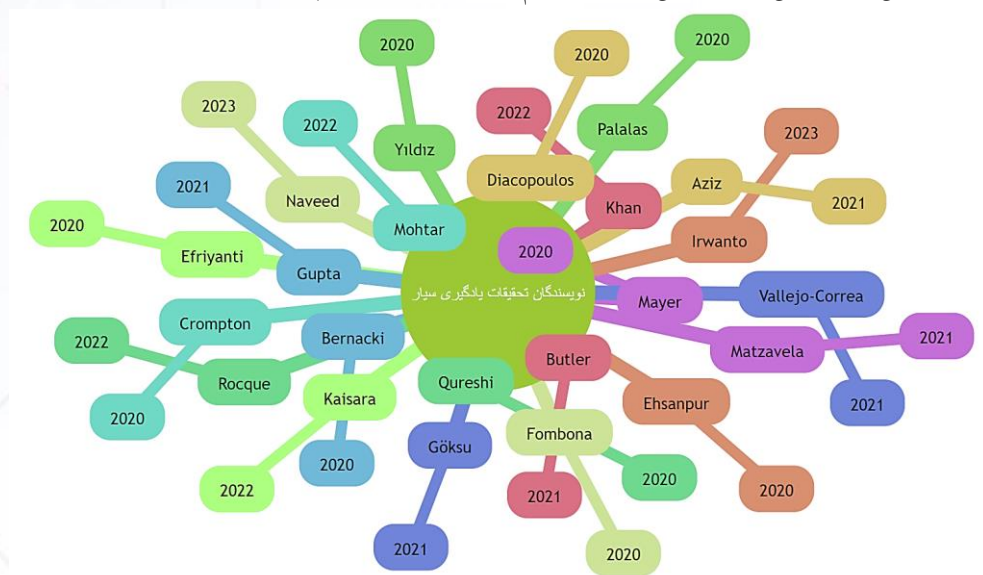 نویسندگان تحقیقات یادگیری سیار
Yıldız
2020
Diacopoulos
2020
Palalas
2020
Khan
2022
Aziz
2021
Irwanto
2023
Mayer
2020
Vallejo-Correa
2021
Matzavela
2021
Ehsanpur
2020
Butler
2021
Fombona
2020
Qureshi
2020
Göksu
2021
Kaisara
2022
Bernacki
2020
Rocque
2022
Crompton
2020
Gupta
2021
Efriyanti
2020
Mohtar
2022
Naveed
2023